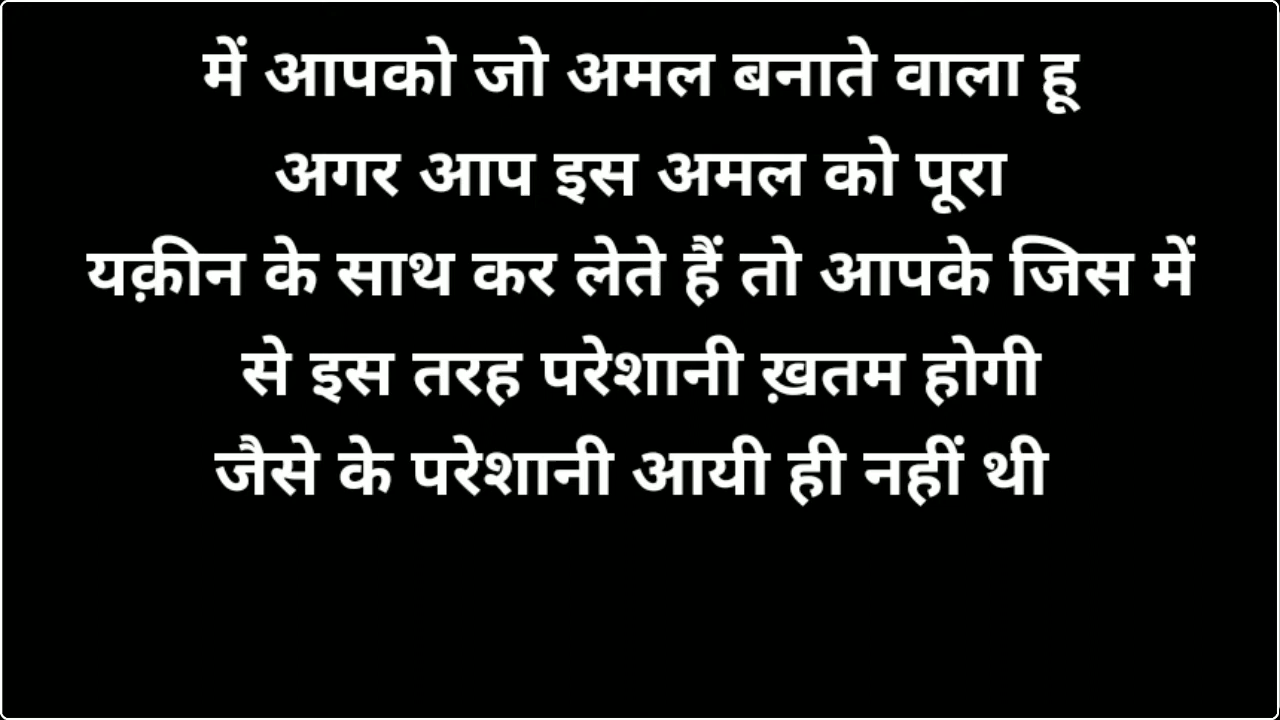 में आपको जो अमल बनाते वाला हू
अगर आप इस अमल को पूरा
यक़ीन के साथ कर लेते हैं तो आपके जिस में
से इस तरह परेशानी ख़तम होगी
जैसे के परेशानी आयी ही नहीं थी